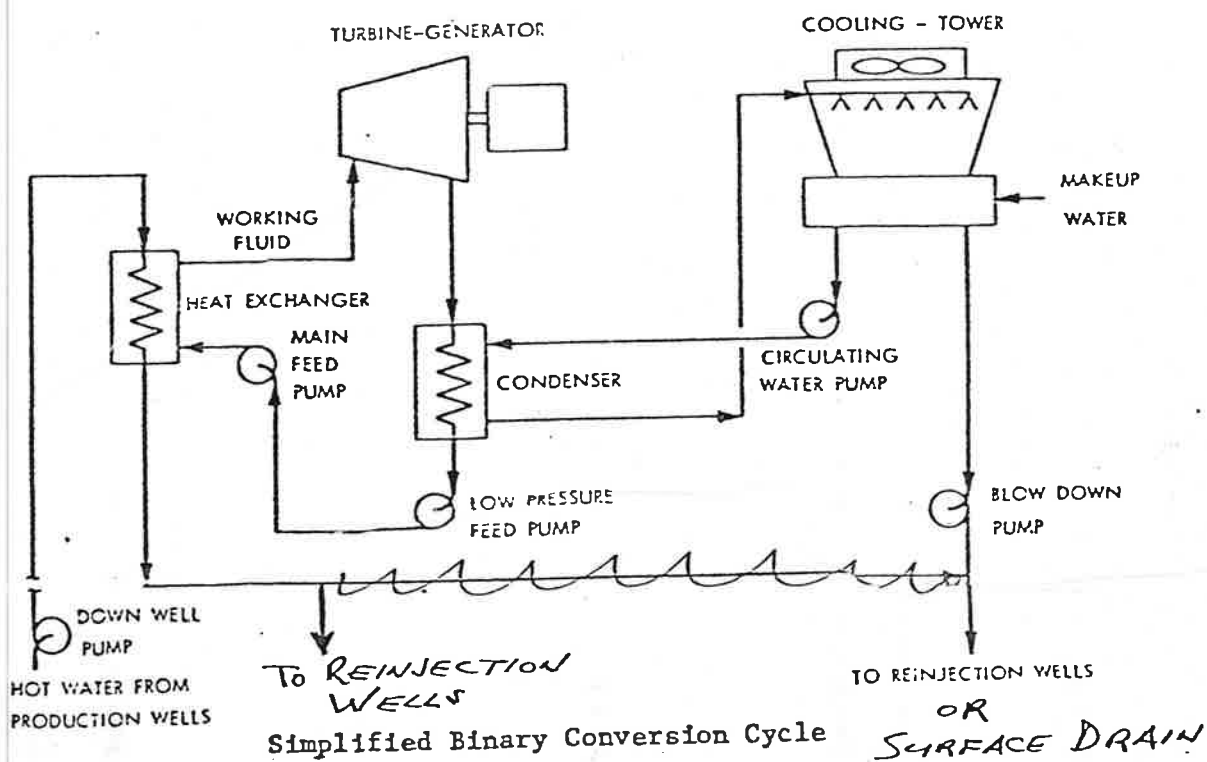 TURBINE-GENERATOR
COOLING - TOWER
MAKEUP
WATER
WORKING
FLUID
HEAT EXCHANGER
MAIN
FEED
PUMP
CONDENSER
CIRCULATING
WATER PUMP
LOW PRESSURE
FEED PUMP
BLOW DOWN
PUMP
DOWN WELL
PUMP
HOT WATER FROM
PRODUCTION WELLS
To REINJECTION
WELLS
TO REINJECTION WELLS
OR
SURFACE DRAIN
Simplified Binary Conversion Cycle